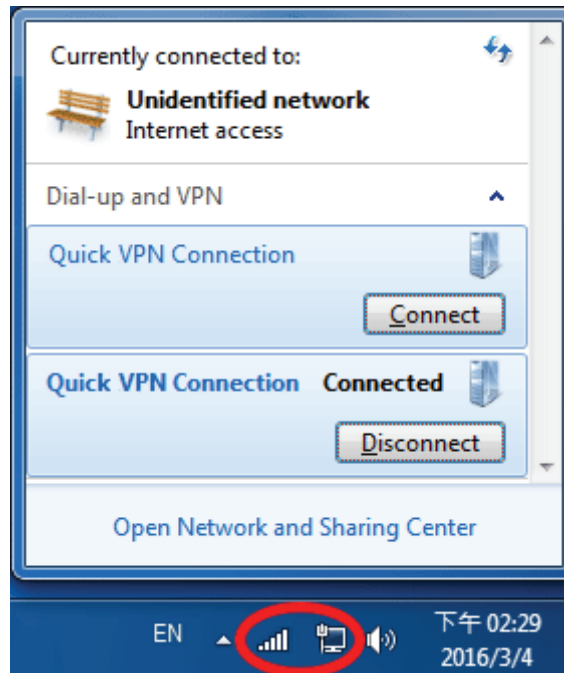 Currently connected to:
Unidentified network
Internet access
Dial-up and VPN
Quick VPN Connection
Connect
Quick VPN Connection Connected
Disconnect
Open Network and Sharing Center
EN 下午 02:29
2016/3/4